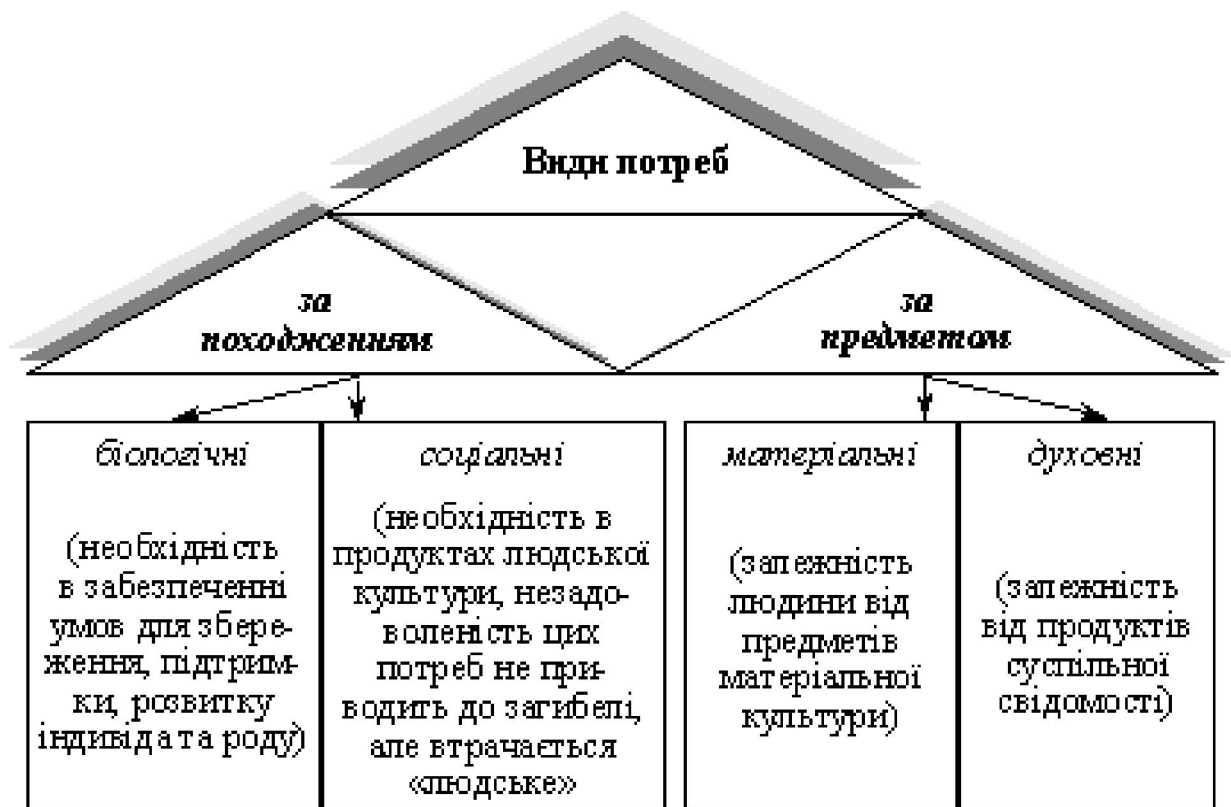 Види потреб
за
походженням
за
предметом
біологічні
(необхідність
в забезпеченні
умов для збере-
ження, підтрим-
ки, розвитку
індивіда та роду)
соціальні
(необхідність в
продуктах людської
культури, незадо-
воленість цих
потреб не при-
водить до загибелі,
але втрачається
«людське»
матеріальні
(залежність
людини від
предметів
матеріальної
культури)
духовні
(залежність
від продуктів
суспільної
свідомості)